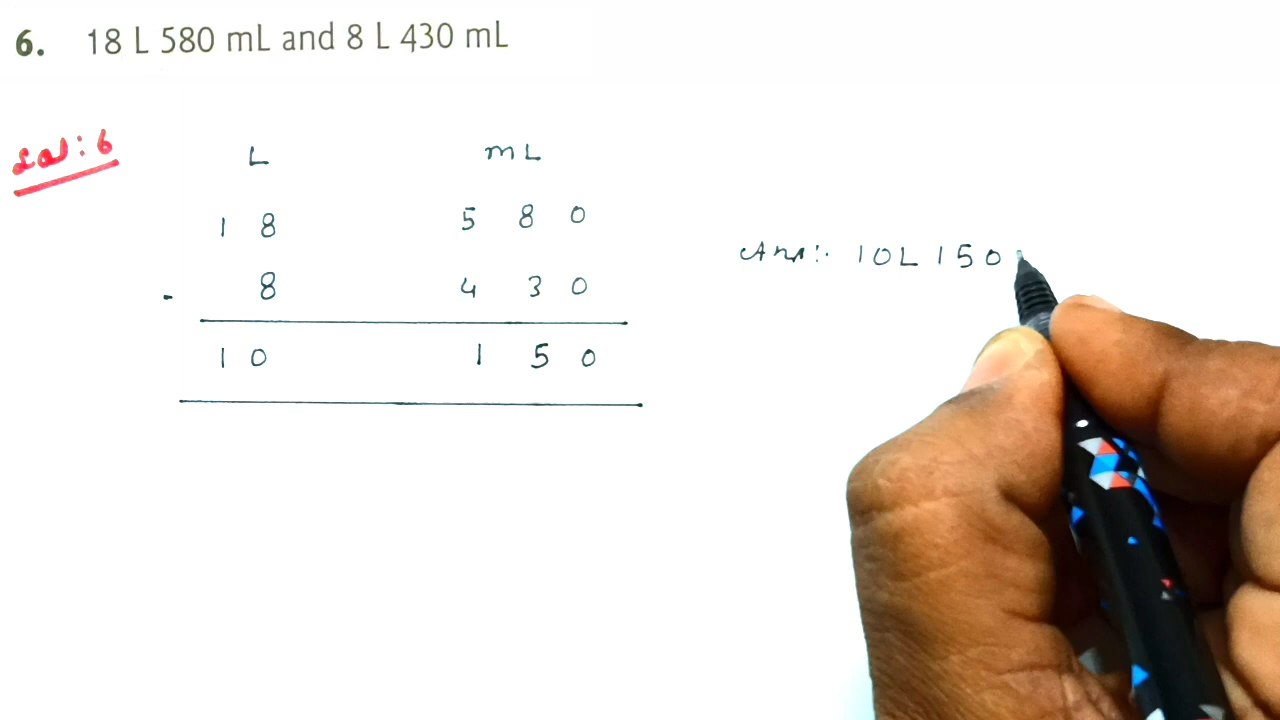 6. 18 L 580 mL and 8 L 430 mL
Sol: 6
L mL
1 8 5 8 0
- 8 4 3 0
1 0 1 5 0
Ans:- 10L 150